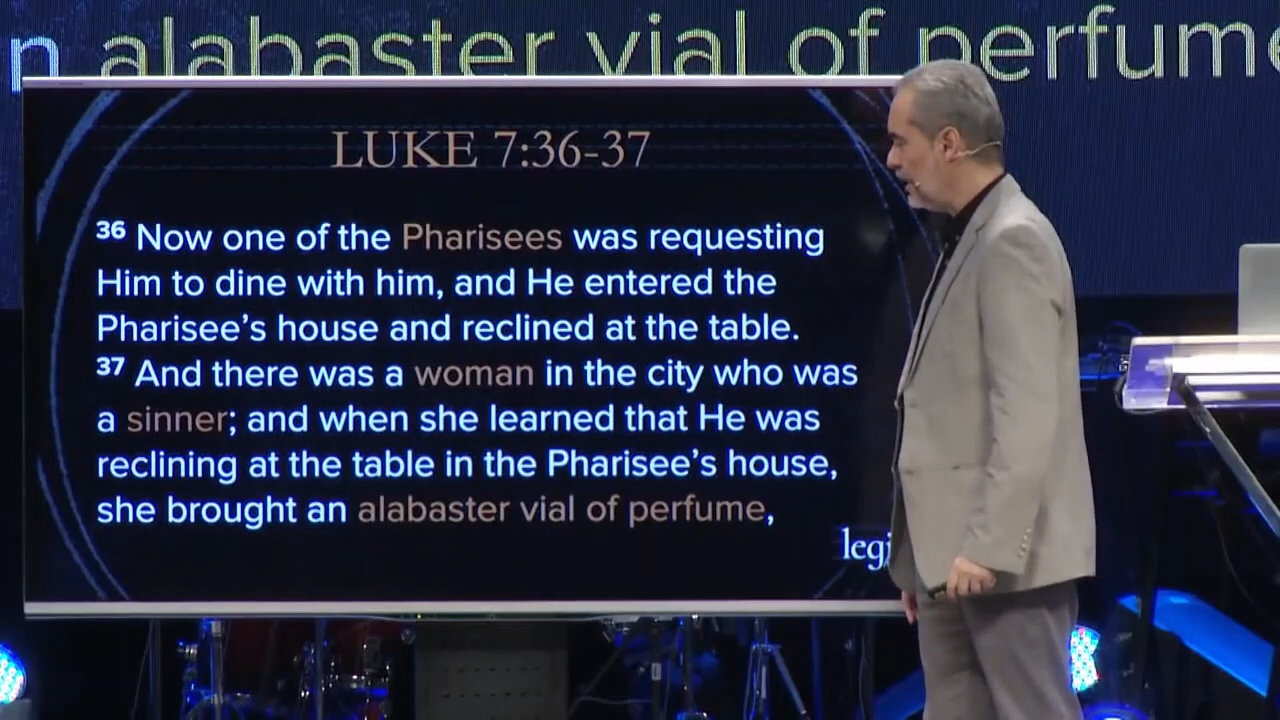 n alabaster vial of perfume
LUKE 7:36-37
36 Now one of the Pharisees was requesting
Him to dine with him, and He entered the
Pharisee’s house and reclined at the table.
37 And there was a woman in the city who was
a sinner; and when she learned that He was
reclining at the table in the Pharisee’s house,
she brought an alabaster vial of perfume,